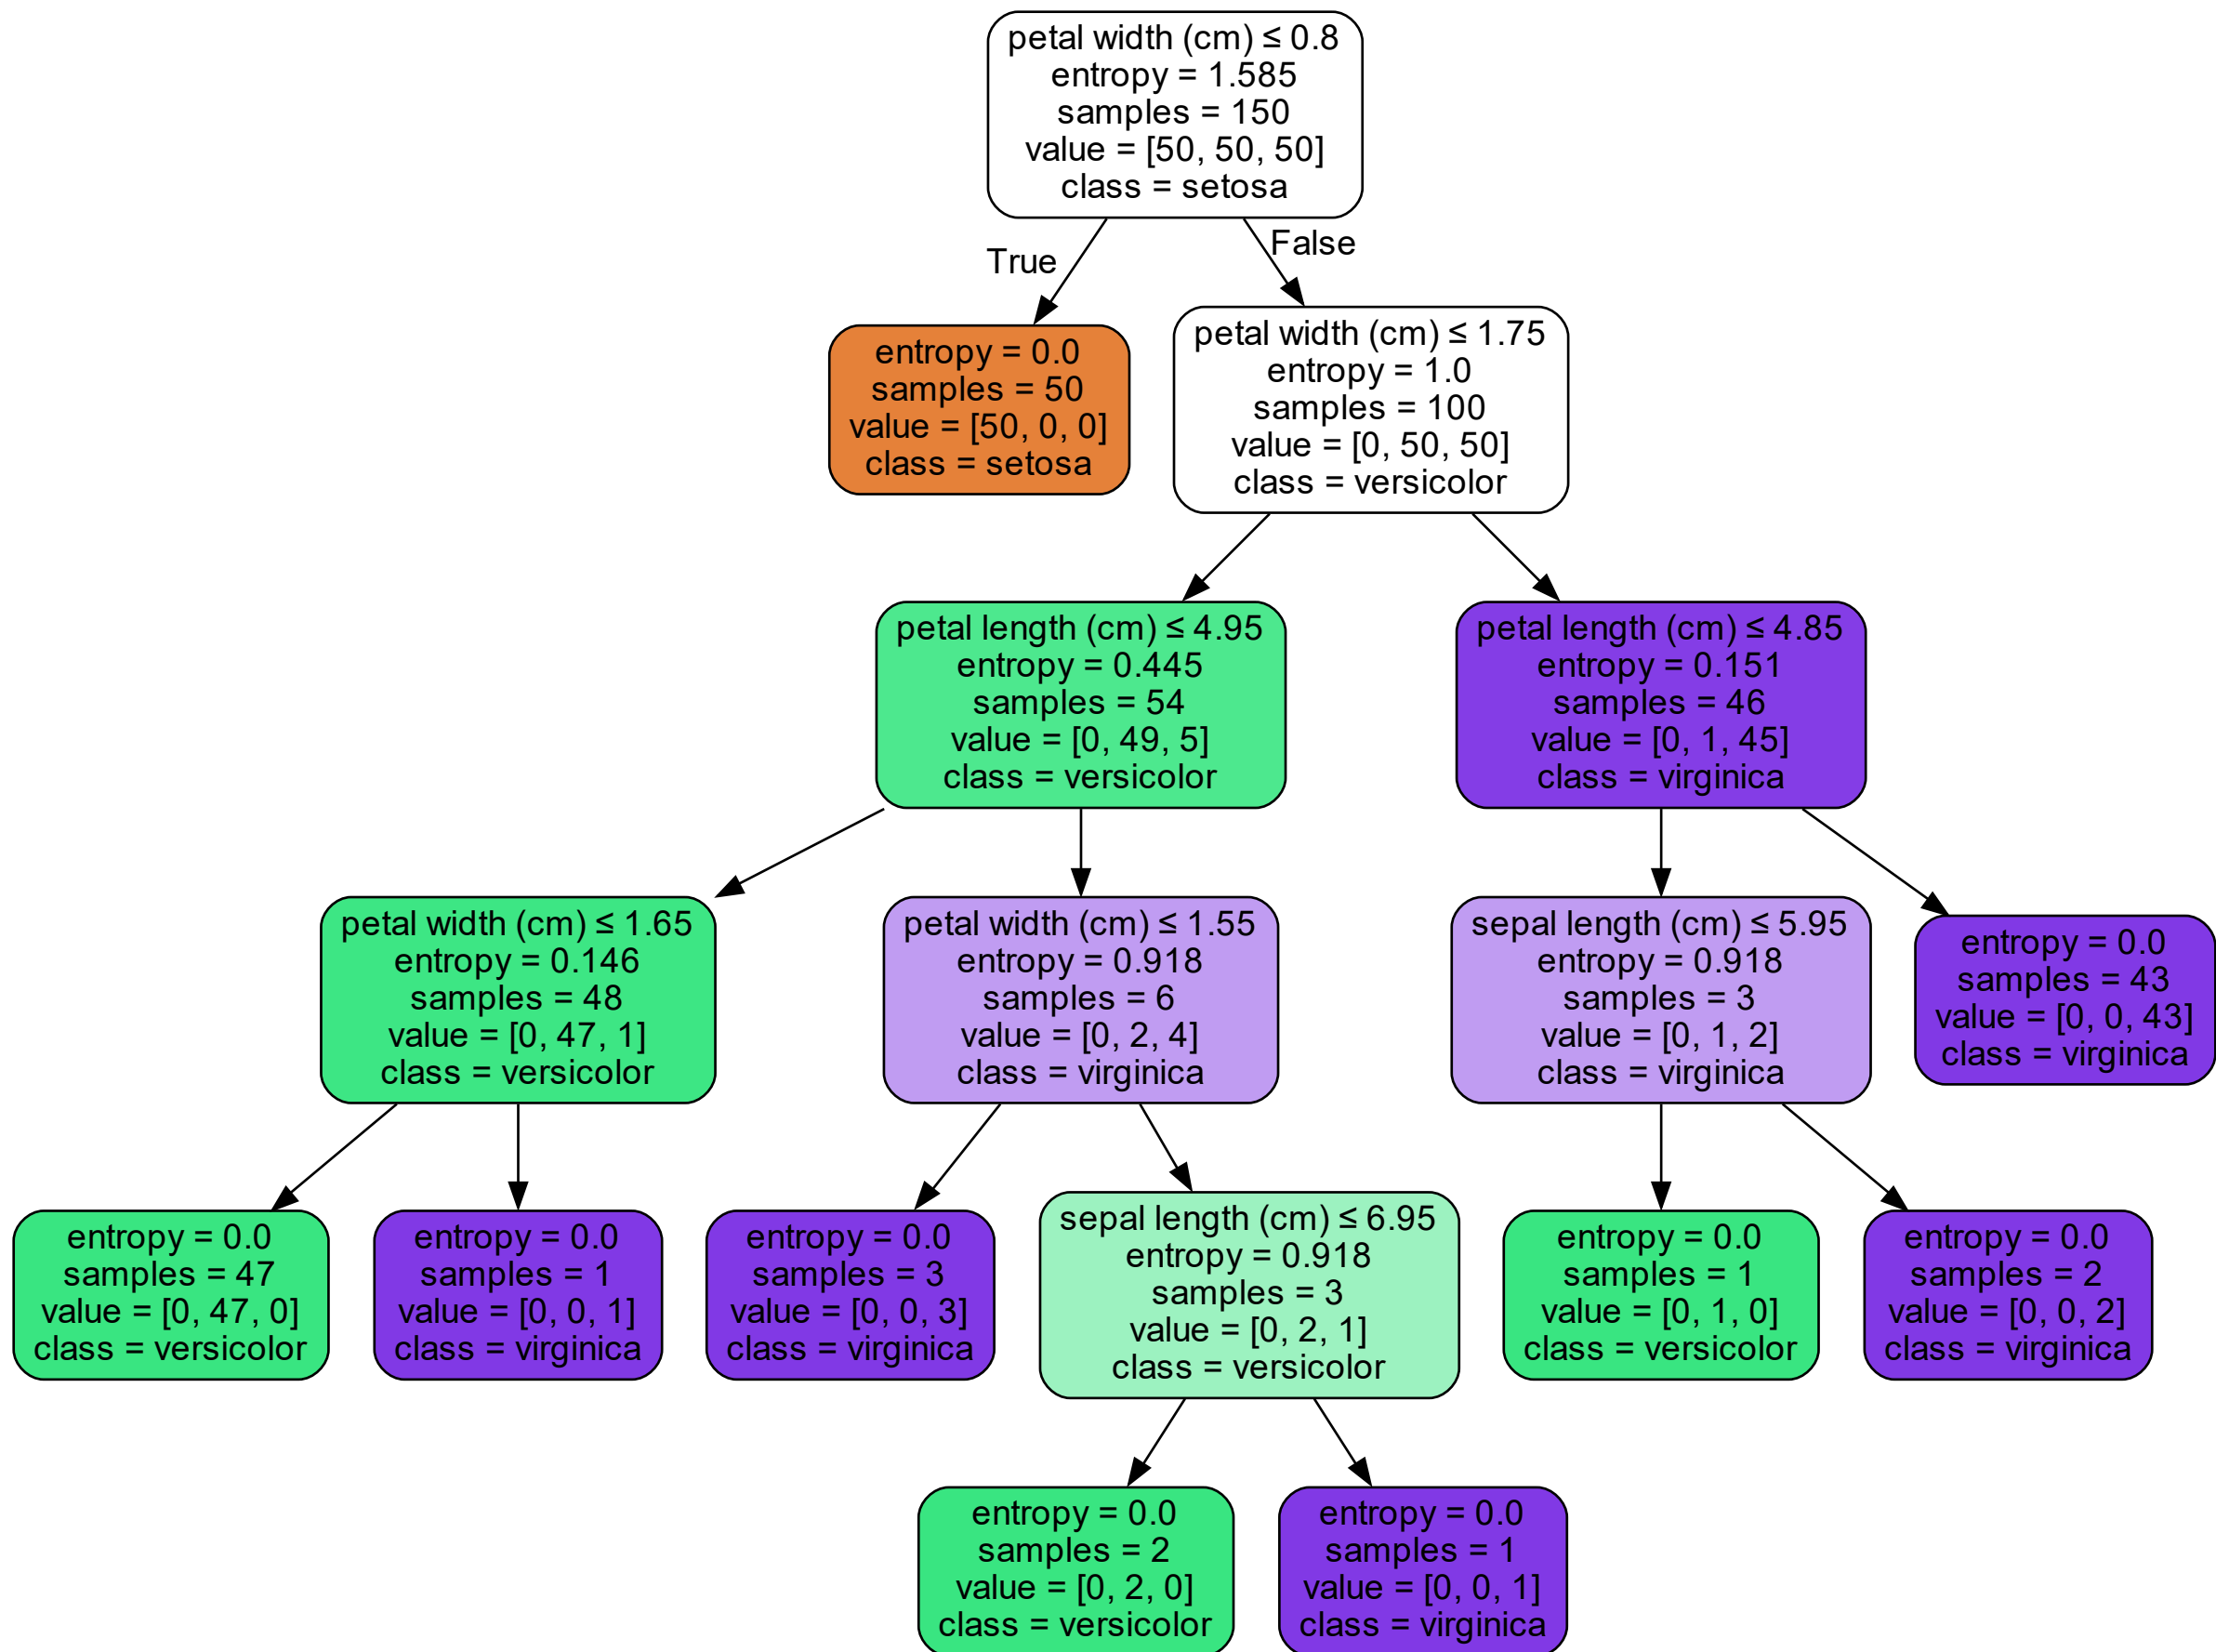 petal width (cm) ≤ 0.8
entropy = 1.585
samples = 150
value = [50, 50, 50]
class = setosa
True
False
entropy = 0.0
samples = 50
value = [50, 0, 0]
class = setosa
petal width (cm) ≤ 1.75
entropy = 1.0
samples = 100
value = [0, 50, 50]
class = versicolor
petal length (cm) ≤ 4.95
entropy = 0.445
samples = 54
value = [0, 49, 5]
class = versicolor
petal length (cm) ≤ 4.85
entropy = 0.151
samples = 46
value = [0, 1, 45]
class = virginica
petal width (cm) ≤ 1.65
entropy = 0.146
samples = 48
value = [0, 47, 1]
class = versicolor
petal width (cm) ≤ 1.55
entropy = 0.918
samples = 6
value = [0, 2, 4]
class = virginica
sepal length (cm) ≤ 5.95
entropy = 0.918
samples = 3
value = [0, 1, 2]
class = virginica
entropy = 0.0
samples = 43
value = [0, 0, 43]
class = virginica
entropy = 0.0
samples = 47
value = [0, 47, 0]
class = versicolor
entropy = 0.0
samples = 1
value = [0, 0, 1]
class = virginica
entropy = 0.0
samples = 3
value = [0, 0, 3]
class = virginica
sepal length (cm) ≤ 6.95
entropy = 0.918
samples = 3
value = [0, 2, 1]
class = versicolor
entropy = 0.0
samples = 1
value = [0, 1, 0]
class = versicolor
entropy = 0.0
samples = 2
value = [0, 0, 2]
class = virginica
entropy = 0.0
samples = 2
value = [0, 2, 0]
class = versicolor
entropy = 0.0
samples = 1
value = [0, 0, 1]
class = virginica